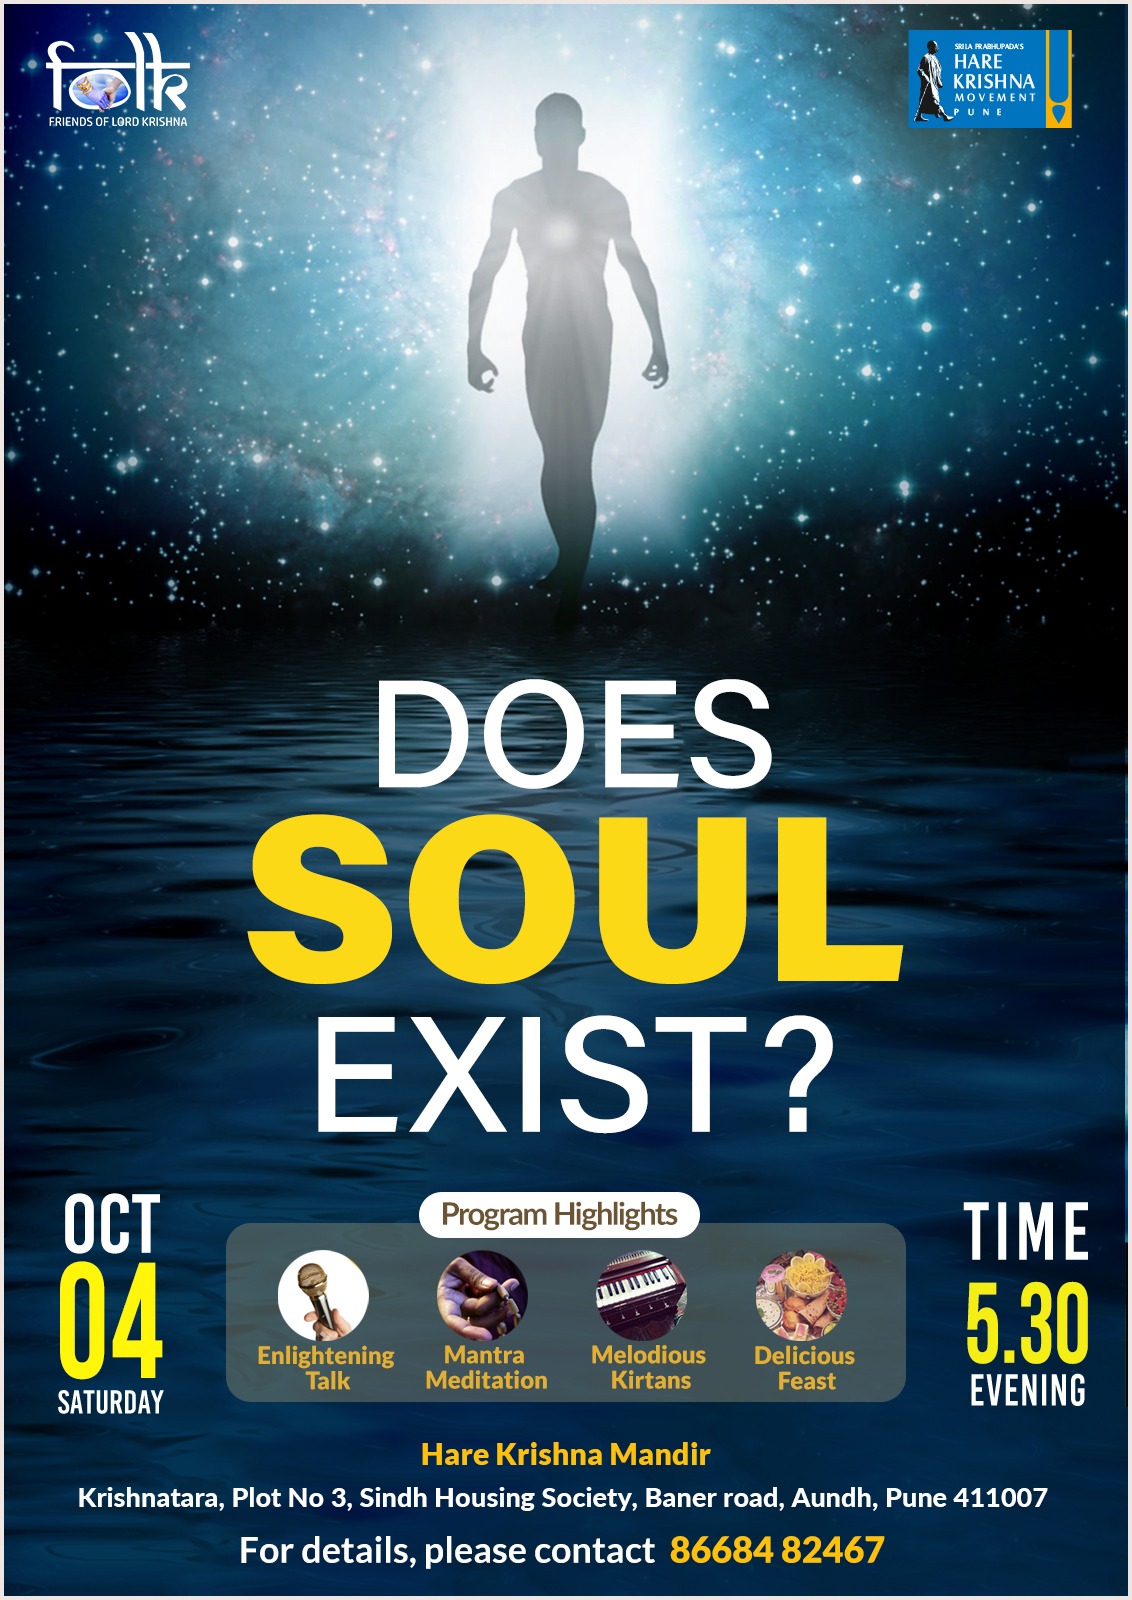 folk
FRIENDS OF LORD KRISHNA
SRILA PRABHUPADA'S
HARE
KRISHNA
MOVEMENT
PUNE
DOES
SOUL
EXIST?
OCT
04
SATURDAY
Program Highlights
Enlightening
Talk
Mantra
Meditation
Melodious
Kirtans
Delicious
Feast
TIME
5.30
EVENING
Hare Krishna Mandir
Krishnatara, Plot No 3, Sindh Housing Society, Baner road, Aundh, Pune 411007
For details, please contact 86684 82467